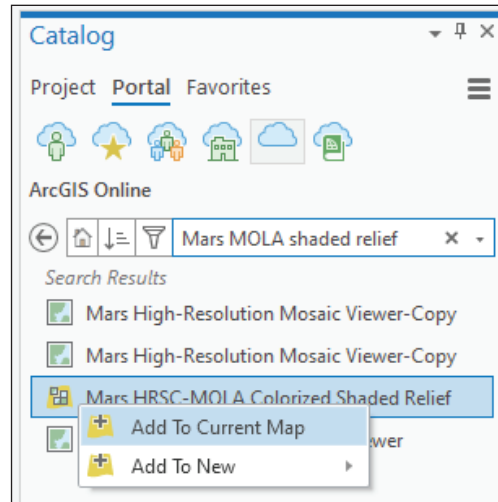 Catalog
Project Portal Favorites
ArcGIS Online
Mars MOLA shaded relief
Search Results
Mars High-Resolution Mosaic Viewer-Copy
Mars High-Resolution Mosaic Viewer-Copy
Mars HRSC-MOLA Colorized Shaded Relief
Add To Current Map
Add To New